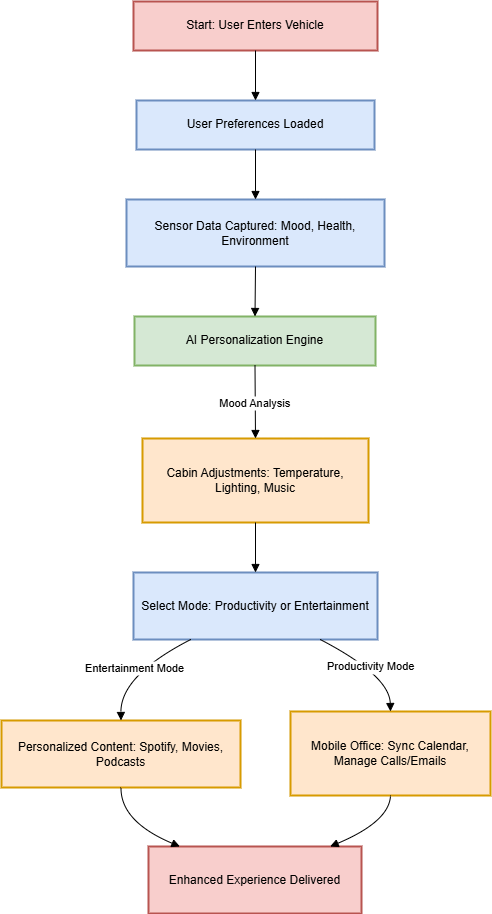 Start: User Enters Vehicle
User Preferences Loaded
Sensor Data Captured: Mood, Health,
Environment
AI Personalization Engine
Mood Analysis
Cabin Adjustments: Temperature,
Lighting, Music
Select Mode: Productivity or Entertainment
Entertainment Mode
Productivity Mode
Personalized Content: Spotify, Movies,
Podcasts
Mobile Office: Sync Calendar,
Manage Calls/Emails
Enhanced Experience Delivered